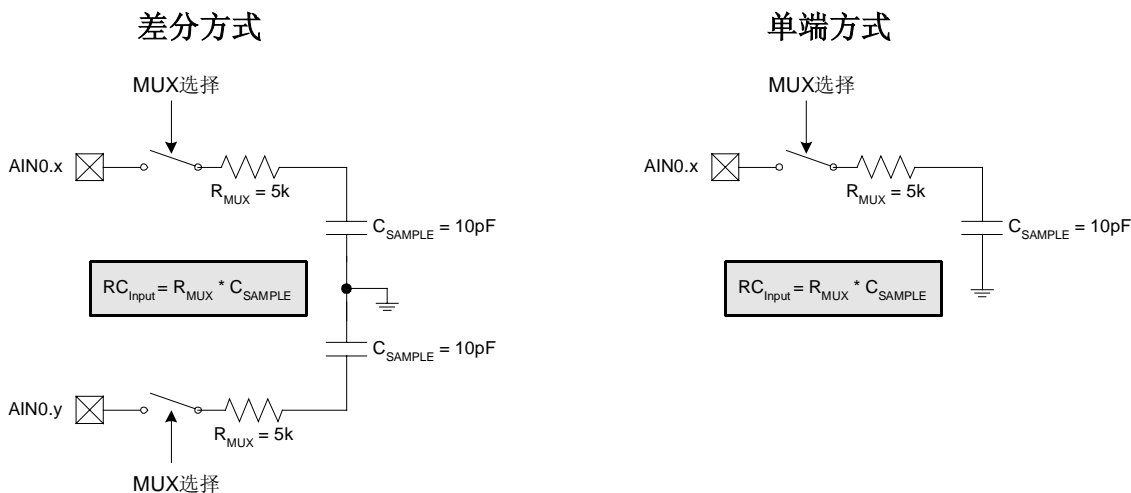 差分方式
MUX选择
AIN0.x
R_MUX = 5k
C_SAMPLE = 10pF
RC_Input = R_MUX * C_SAMPLE
C_SAMPLE = 10pF
AIN0.y
R_MUX = 5k
MUX选择
单端方式
MUX选择
AIN0.x
R_MUX = 5k
C_SAMPLE = 10pF
RC_Input = R_MUX * C_SAMPLE